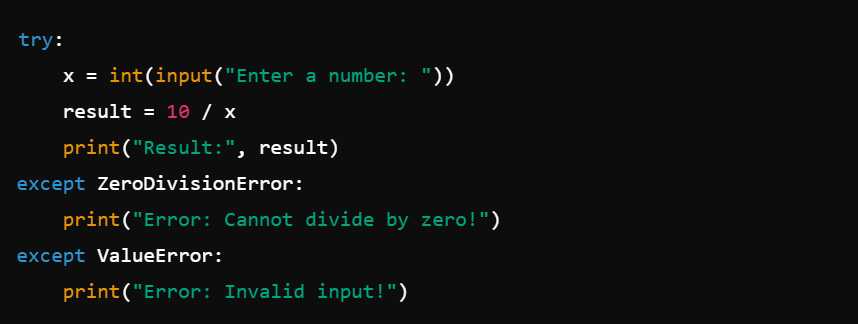 try:
    x = int(input("Enter a number: "))
    result = 10 / x
    print("Result:", result)
except ZeroDivisionError:
    print("Error: Cannot divide by zero!")
except ValueError:
    print("Error: Invalid input!")